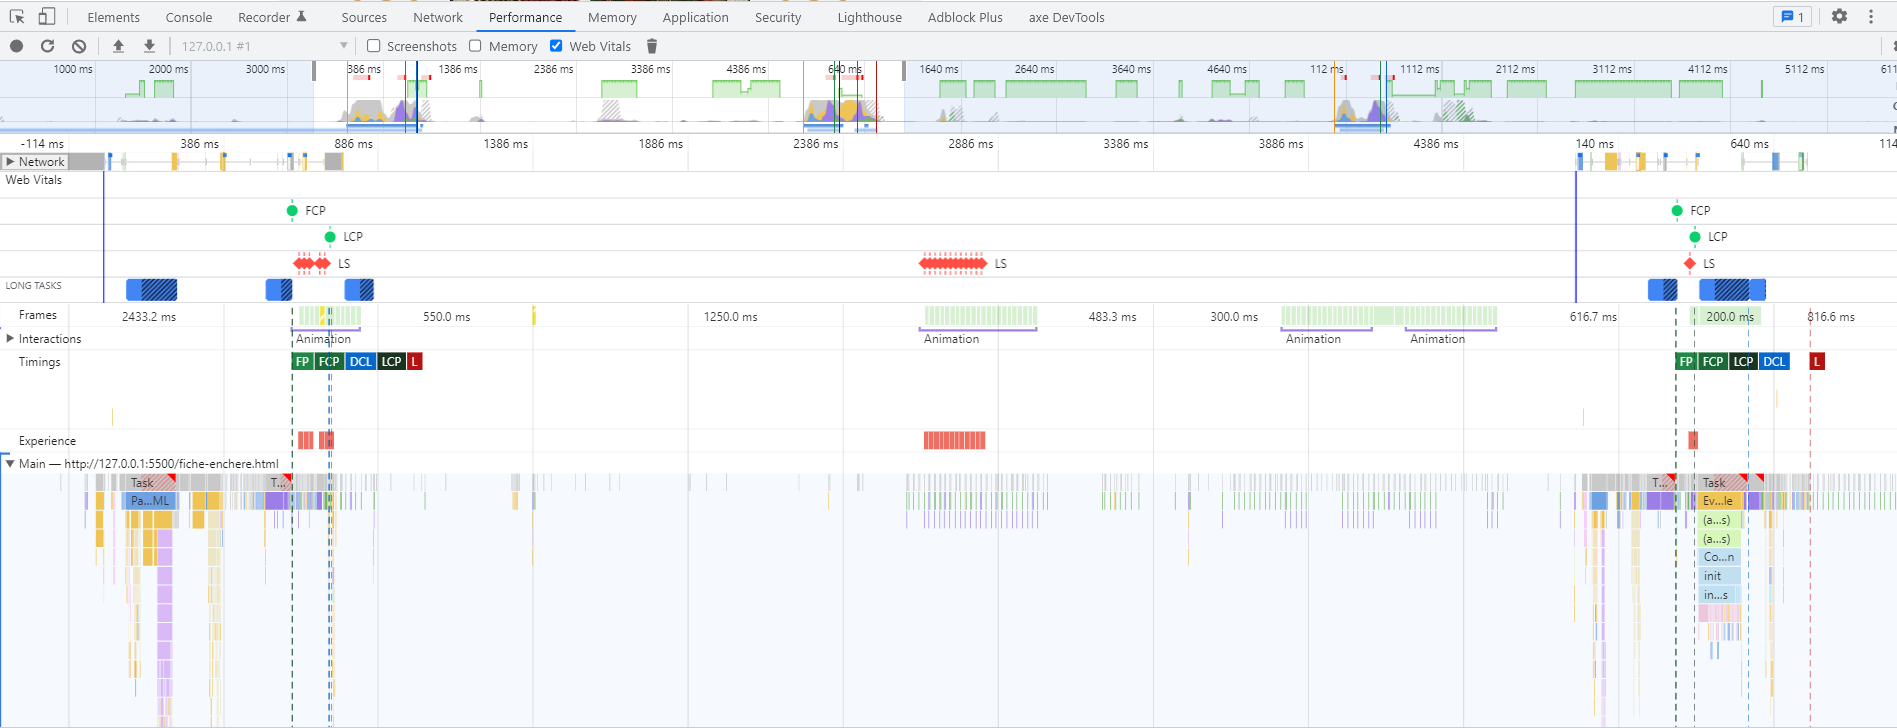 Elements Console Recorder Sources Network Performance Memory Application Security Lighthouse Adblock Plus axe DevTools 1
127.0.0.1 #1 Screenshots Memory Web Vitals
1000 ms 2000 ms 3000 ms 386 ms 1386 ms 2386 ms 3386 ms 4386 ms 640 ms 1640 ms 2640 ms 3640 ms 4640 ms 112 ms 1112 ms 2112 ms 3112 ms 4112 ms 5112 ms 611
-114 ms 386 ms 886 ms 1386 ms 1886 ms 2386 ms 2886 ms 3386 ms 3886 ms 4386 ms 140 ms 640 ms 114
Network
Web Vitals
FCP FCP
LCP LCP
LS LS LS
LONG TASKS
Frames 2433.2 ms 550.0 ms 1250.0 ms 483.3 ms 300.0 ms 616.7 ms 200.0 ms 816.6 ms
Interactions Animation Animation Animation Animation
Timings FP FCP DCL LCP L FP FCP LCP DCL L
Experience
Main — http://127.0.0.1:5500/fiche-enchere.html
Task T... T... Task
Pa...ML Ev...le
(a...s)
(a...s)
Co...n
init
in...s